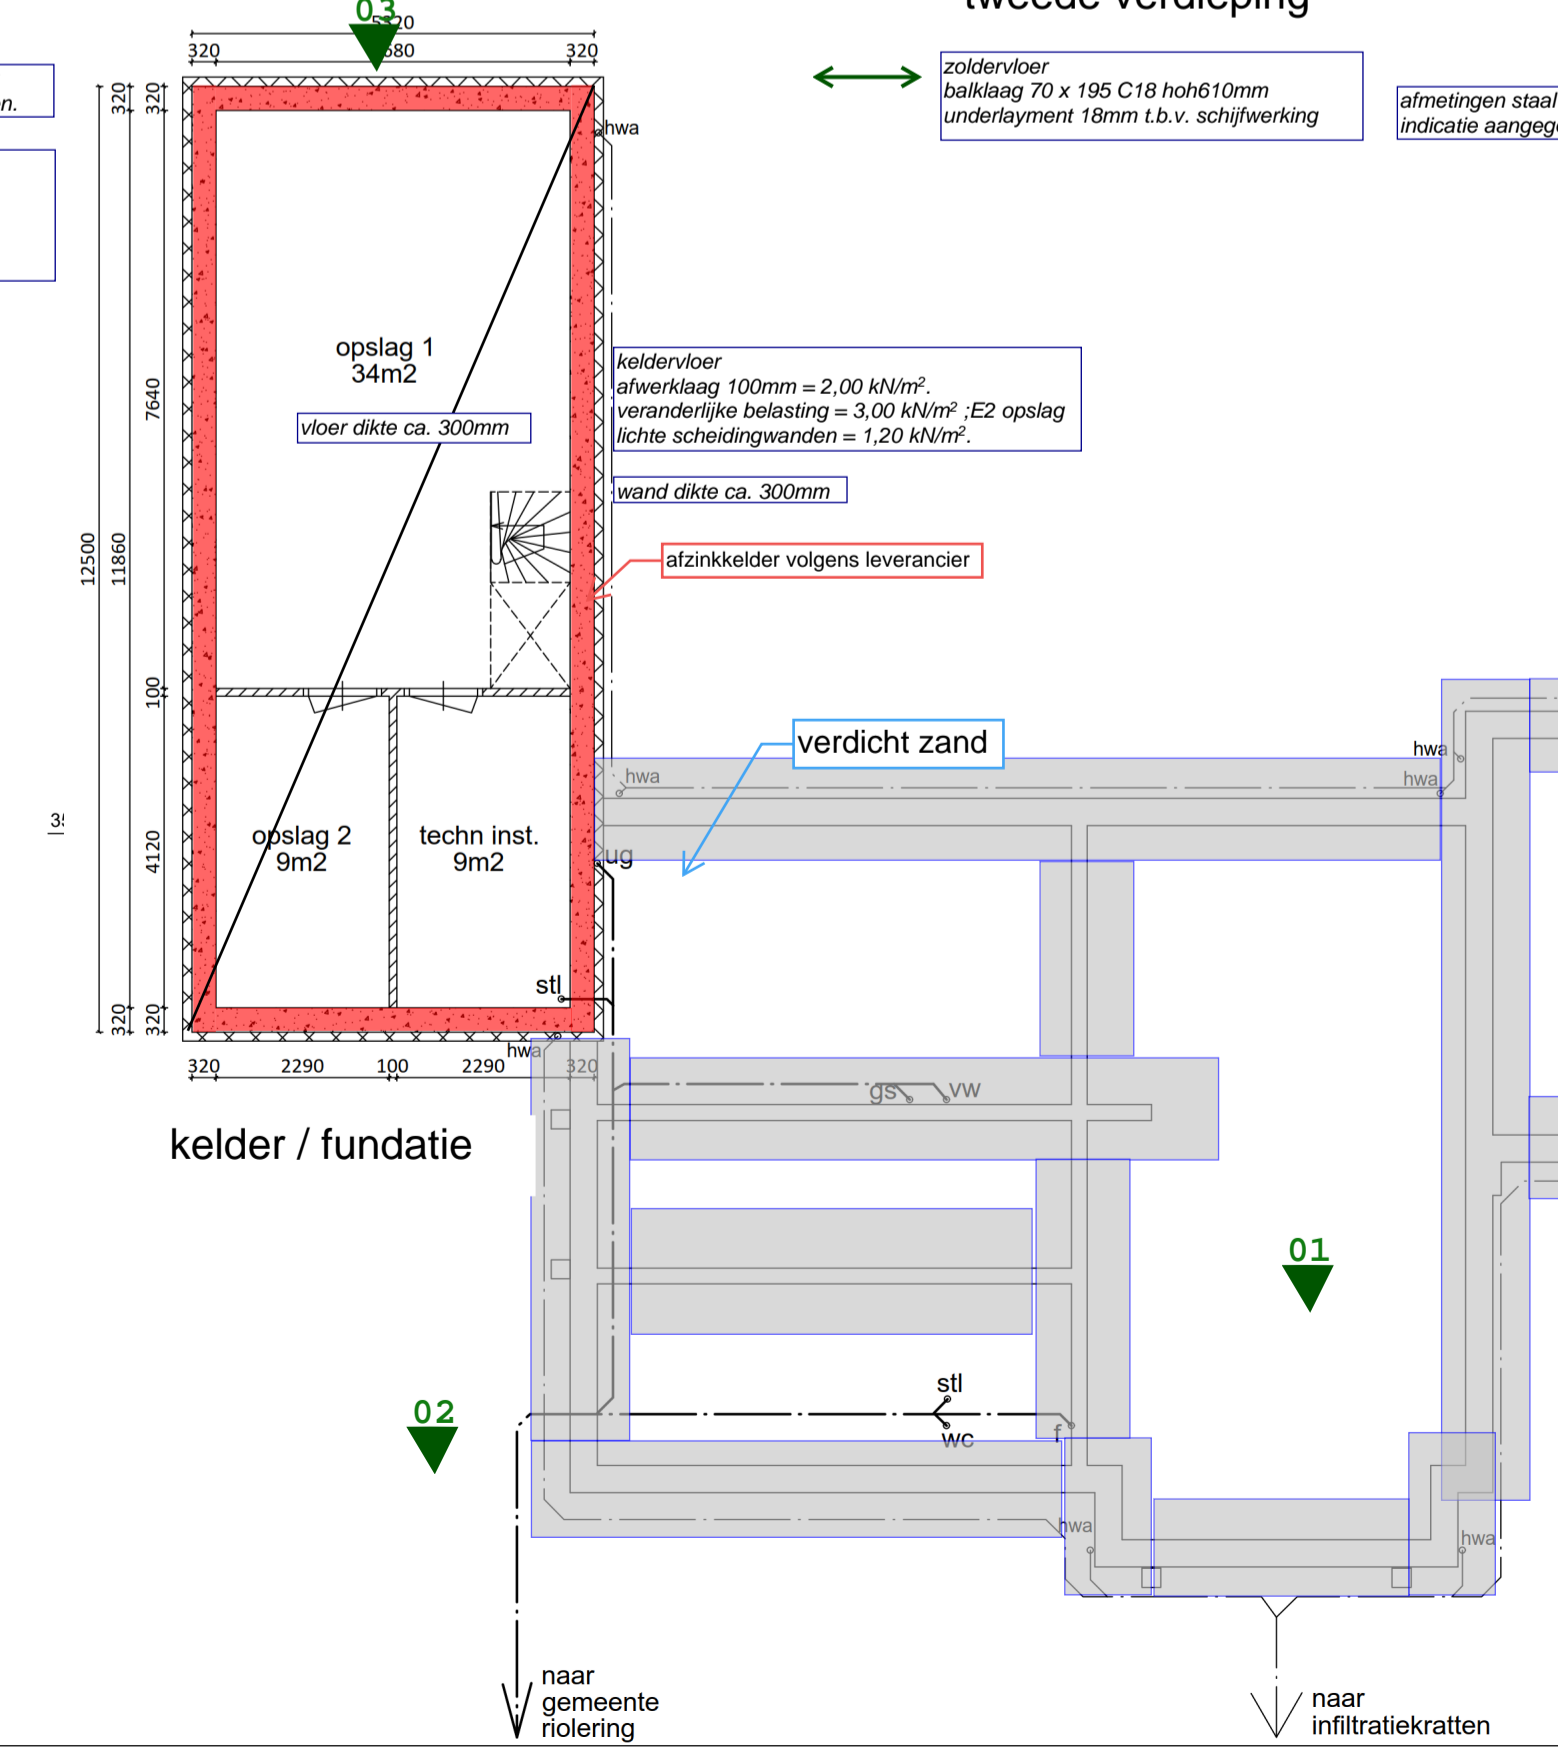 tweede verdieping
03
5320
320
320
n.
zoldervloer
balklaag 70 x 195 C18 hoh610mm
underlayment 18mm t.b.v. schijfwerking
afmetingen staal
320
320
hwa
opslag 1
34m2
vloer dikte ca. 300mm
keldervloer
afwerklaag 100mm = 2,00 kN/m².
veranderlijke belasting = 3,00 kN/m² ;E2 opslag
lichte scheidingwanden = 1,20 kN/m².
wand dikte ca. 300mm
afzinkkelder volgens leverancier
12500
11860
7640
100
4120
320
320
verdicht zand
hwa
hwa
hwa
opslag 2
9m2
techn inst.
9m2
ug
stl
hwa
320
2290
100
2290
320
gs
vw
kelder / fundatie
01
02
stl
wc
f
hwa
hwa
naar
gemeente
riolering
naar
infiltratiekratten